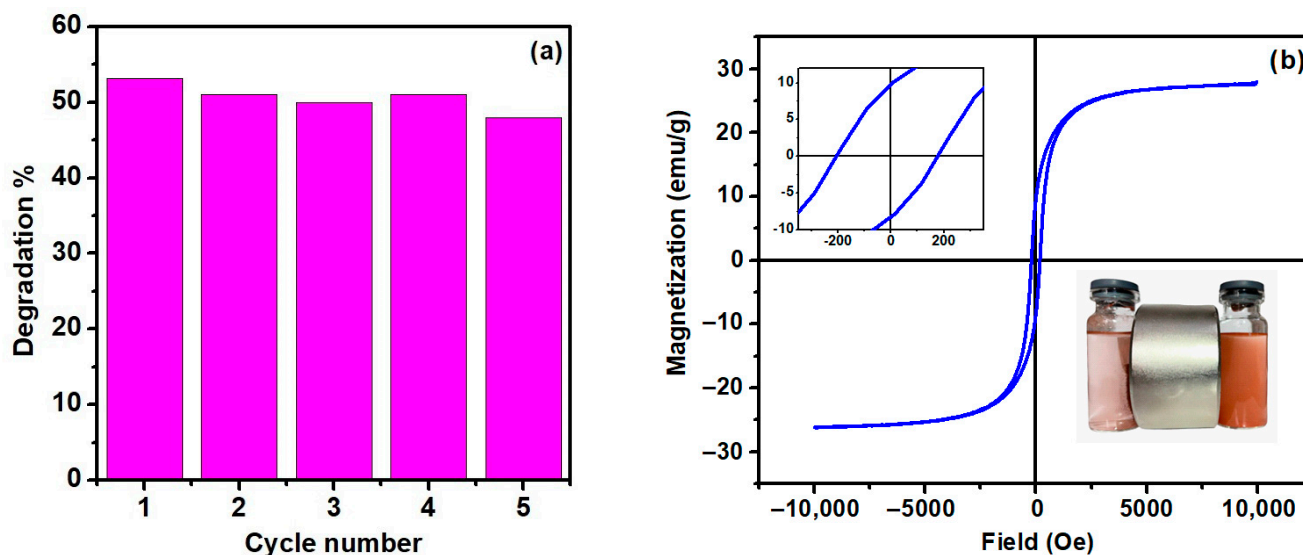 (a)
Degradation %
60
50
40
30
20
10
0
1 2 3 4 5
Cycle number
(b)
Magnetization (emu/g)
30
20
10
0
−10
−20
−30
−10,000 −5000 0 5000 10,000
Field (Oe)
10
5
0
-5
-10
-200 0 200